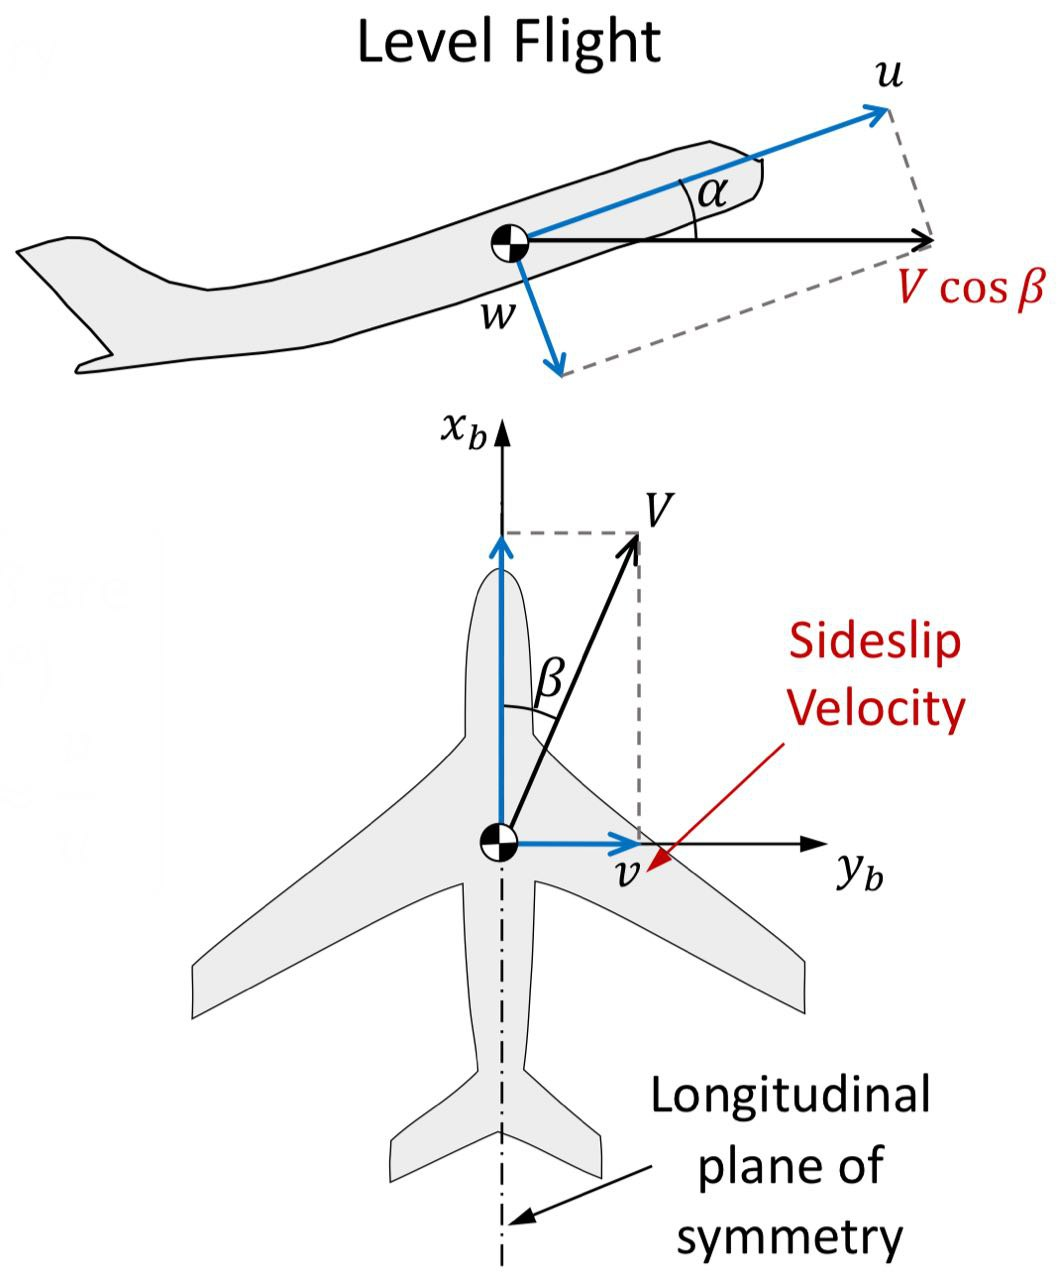 Level Flight
u
α
V cos β
w
x_b
V
β
Sideslip
Velocity
v
y_b
Longitudinal
plane of
symmetry